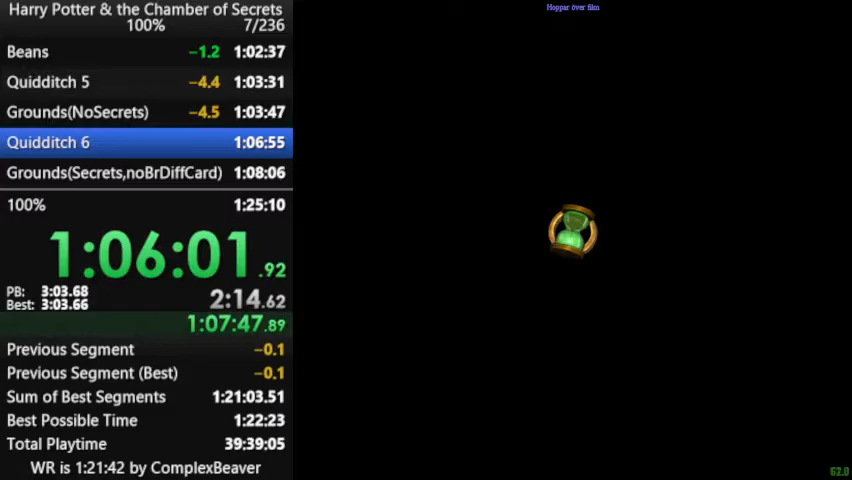 Harry Potter & the Chamber of Secrets
100% 7/236
Beans −1.2 1:02:37
Quidditch 5 −4.4 1:03:31
Grounds(NoSecrets) −4.5 1:03:47
Quidditch 6 1:06:55
Grounds(Secrets,noBrDiffCard) 1:08:06
100% 1:25:10
1:06:01.92
PB: 3:03.68
Best: 3:03.66
2:14.62
1:07:47.89
Previous Segment −0.1
Previous Segment (Best) −0.1
Sum of Best Segments 1:21:03.51
Best Possible Time 1:22:23
Total Playtime 39:39:05
WR is 1:21:42 by ComplexBeaver
Hoppar över film
62.0